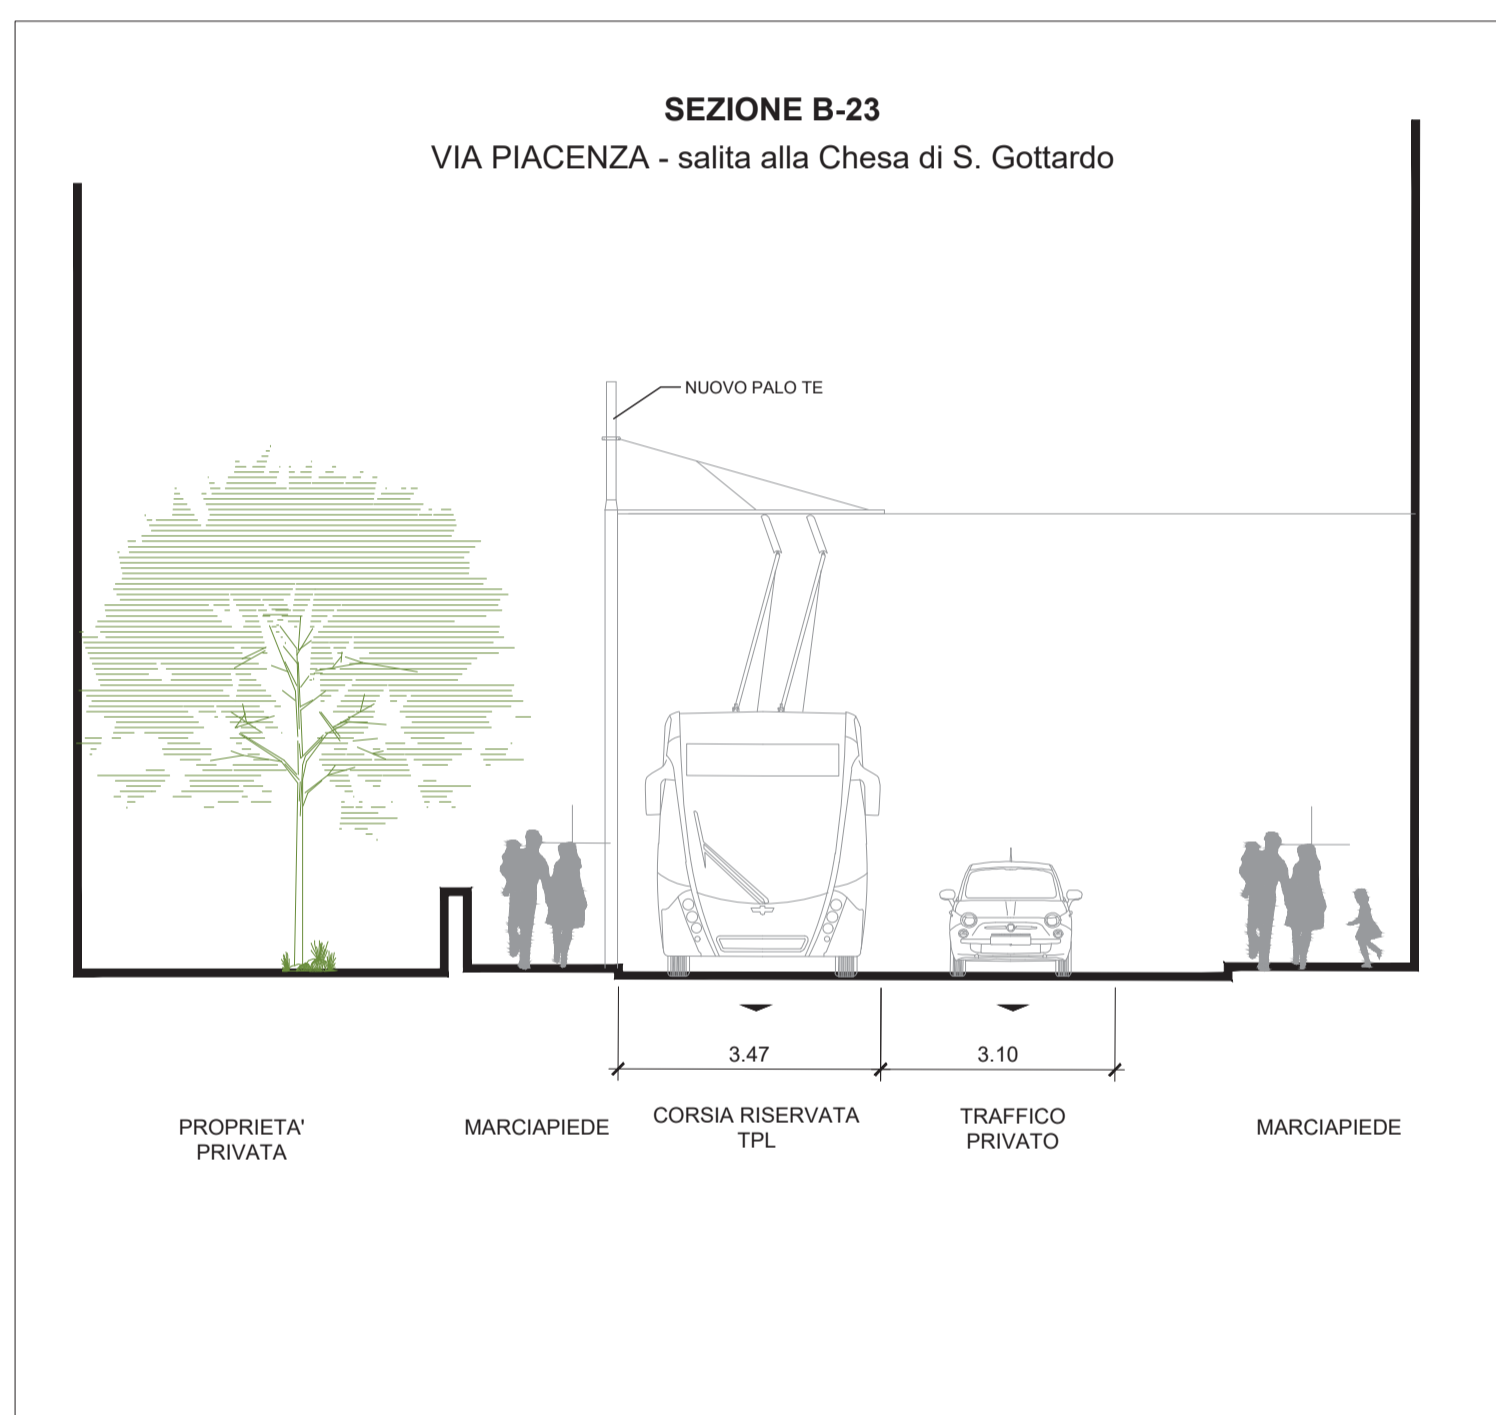 SEZIONE B-23
VIA PIACENZA - salita alla Chesa di S. Gottardo
NUOVO PALO TE
3.47
3.10
PROPRIETA'
PRIVATA
MARCIAPIEDE
CORSIA RISERVATA
TPL
TRAFFICO
PRIVATO
MARCIAPIEDE